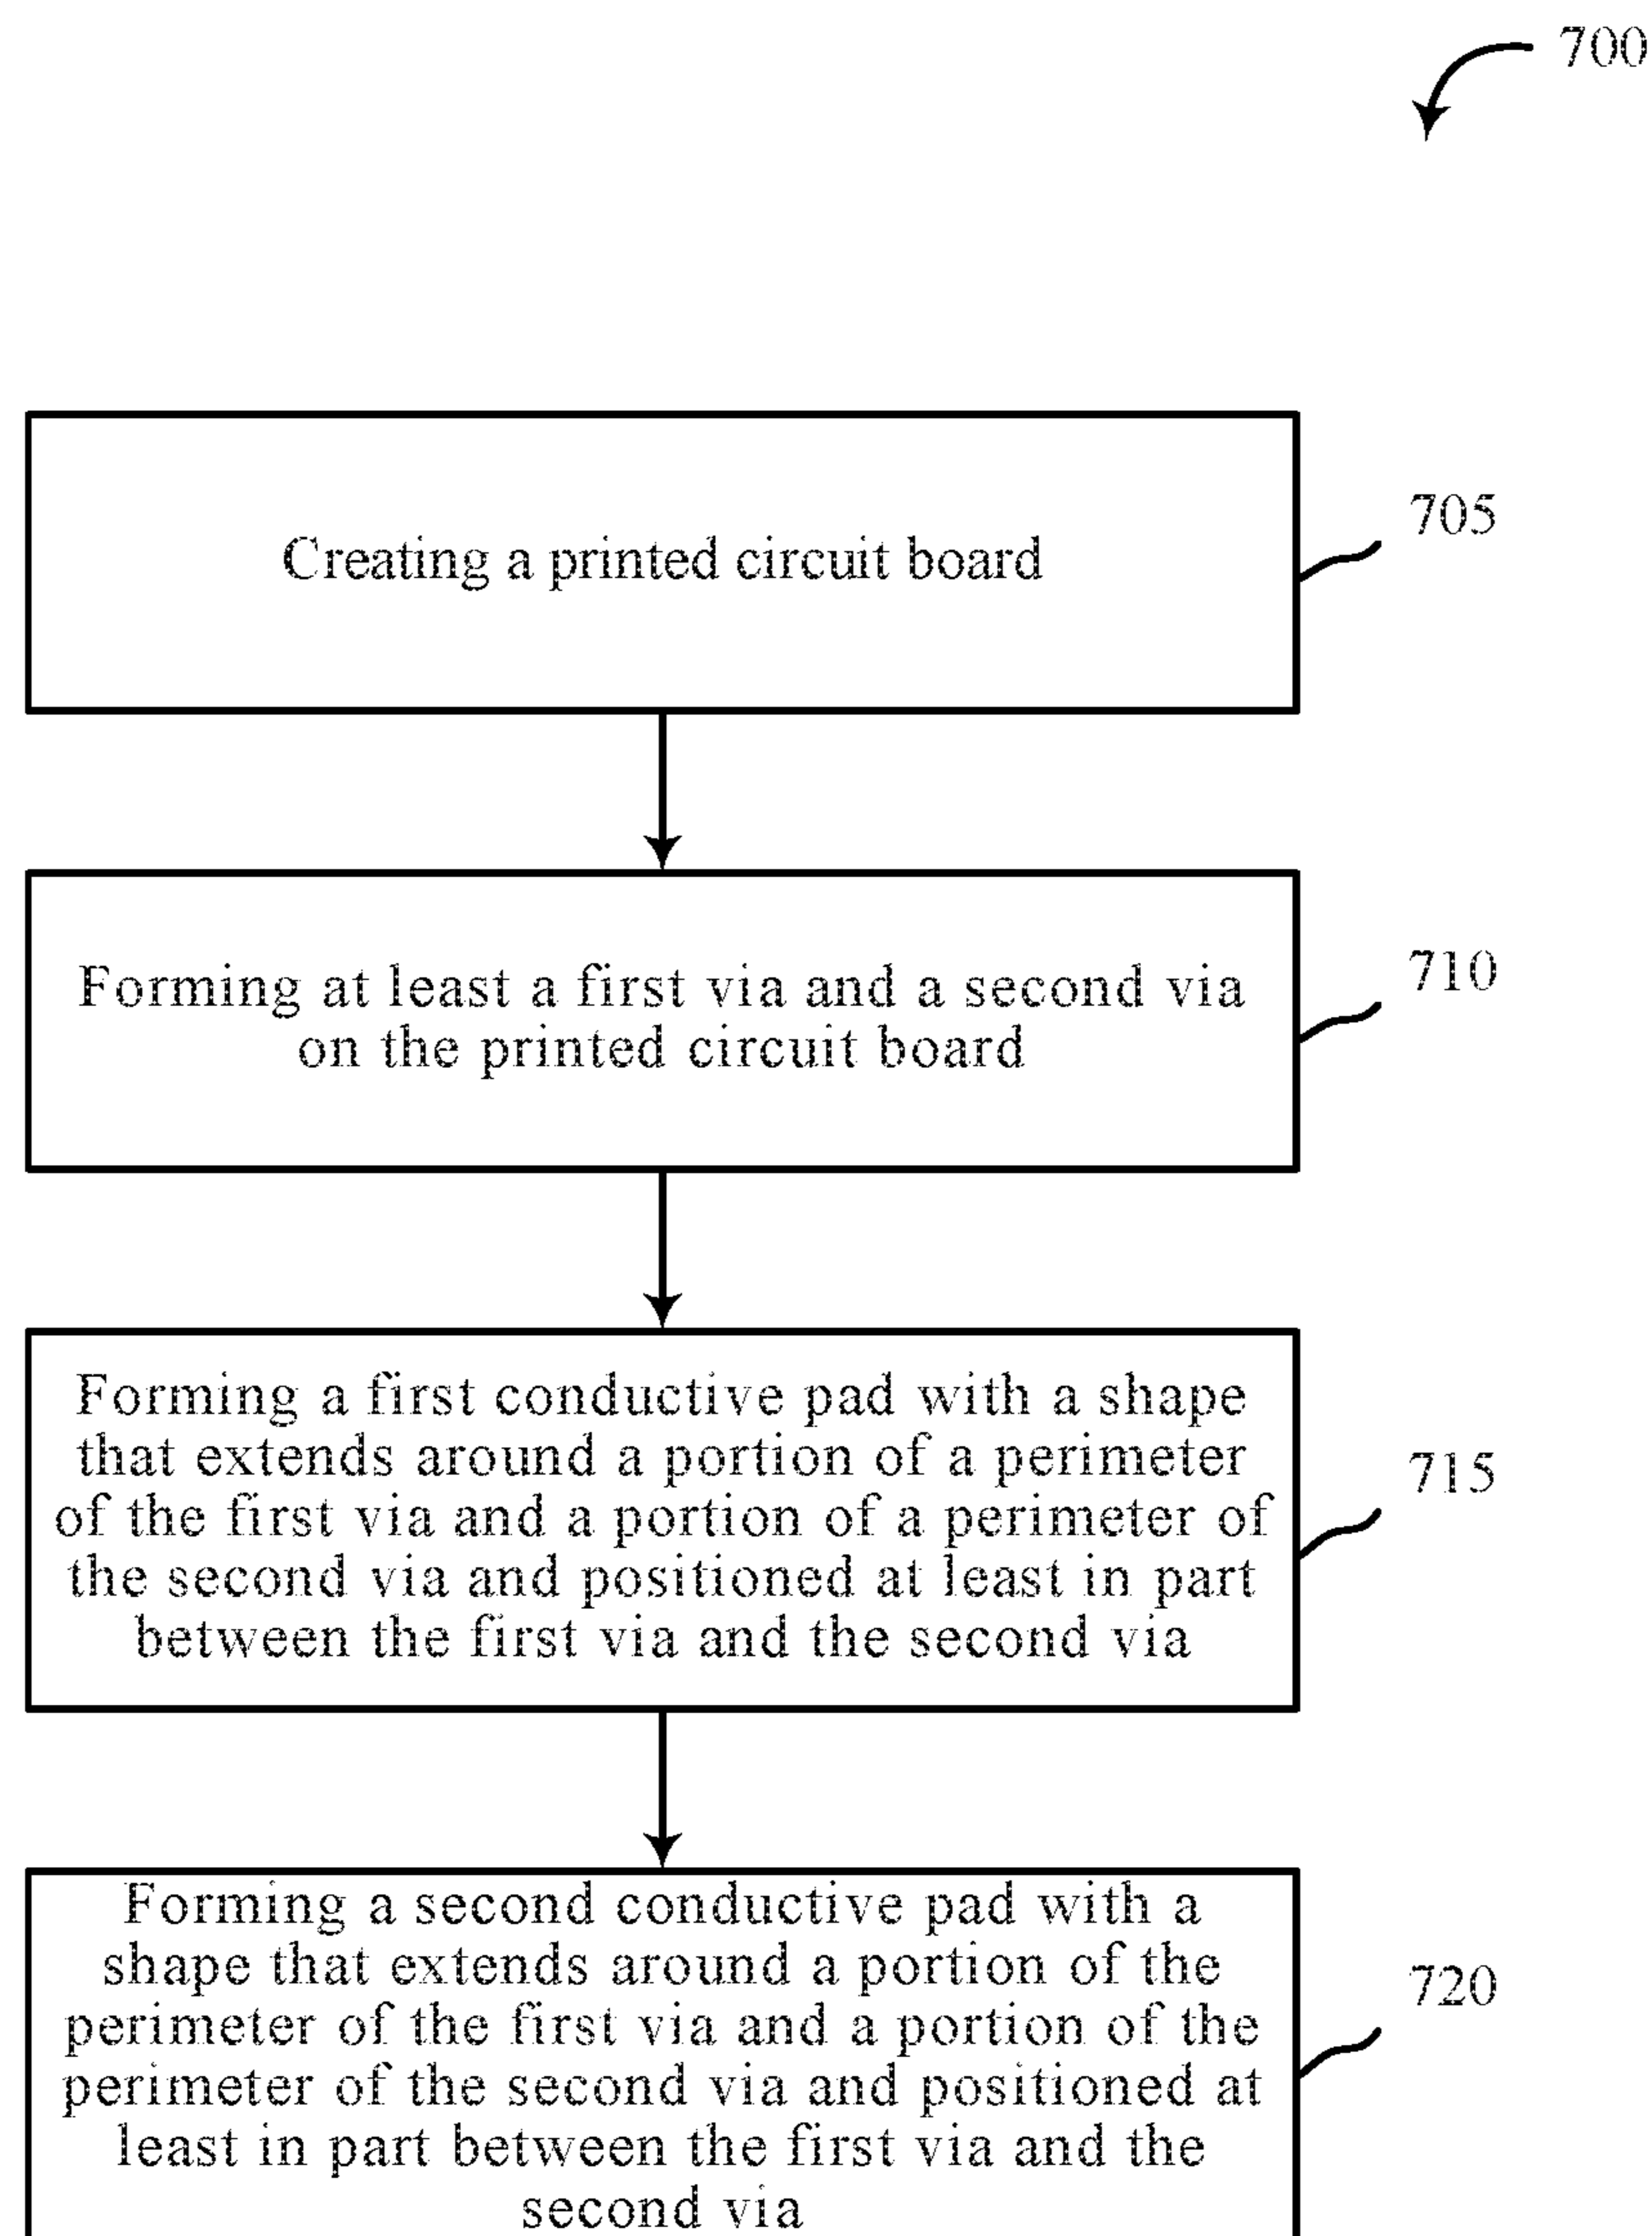 700
Creating a printed circuit board
705
Forming at least a first via and a second via
on the printed circuit board
710
Forming a first conductive pad with a shape
that extends around a portion of a perimeter
of the first via and a portion of a perimeter of
the second via and positioned at least in part
between the first via and the second via
715
Forming a second conductive pad with a
shape that extends around a portion of the
perimeter of the first via and a portion of the
perimeter of the second via and positioned at
least in part between the first via and the
second via
720